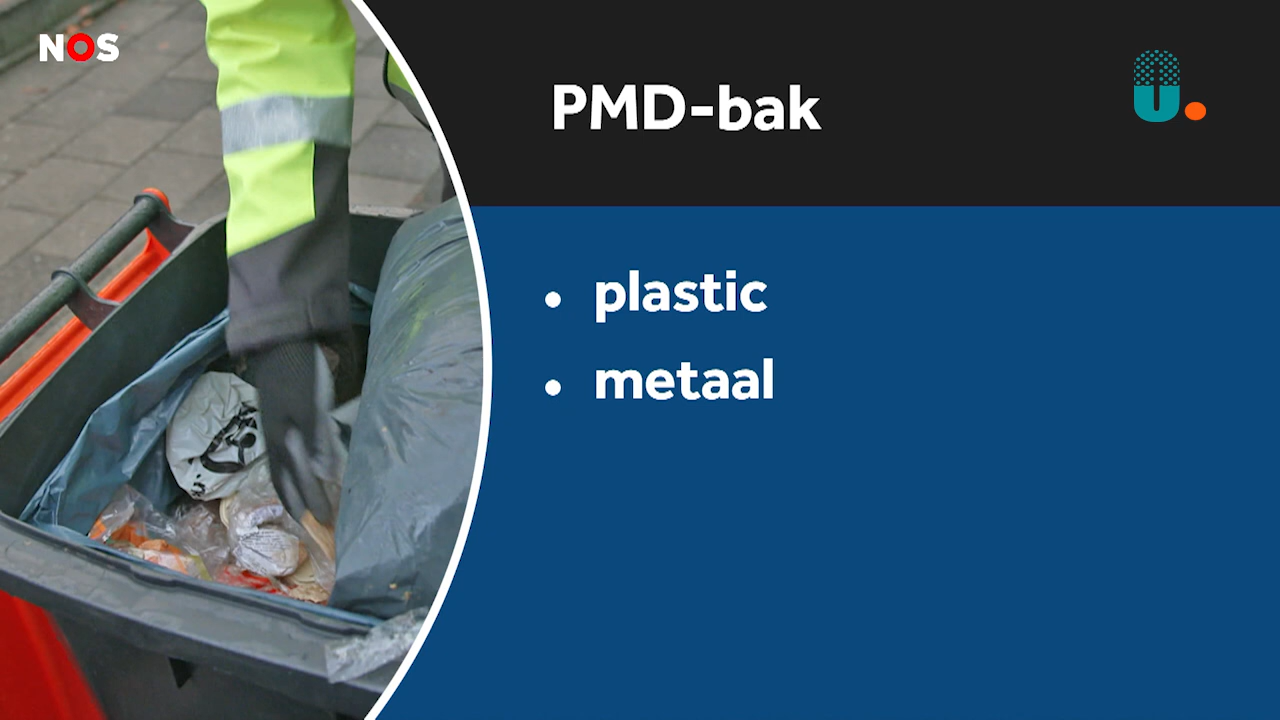 NOS
PMD-bak
U.
• plastic
• metaal